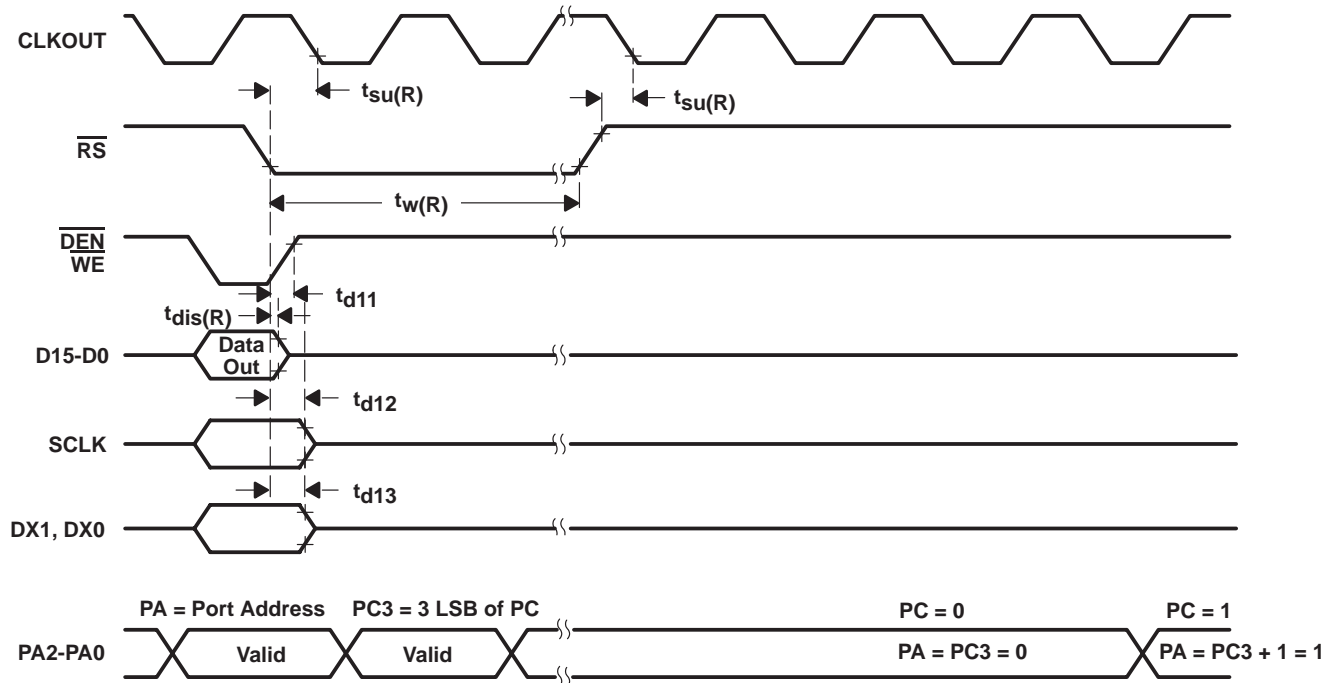 CLKOUT
tsu(R)
tsu(R)
RS
tw(R)
DEN
WE
td11
tdis(R)
D15-D0
Data
Out
td12
SCLK
td13
DX1, DX0
PA = Port Address
PC3 = 3 LSB of PC
PC = 0
PC = 1
PA2-PA0
Valid
Valid
PA = PC3 = 0
PA = PC3 + 1 = 1